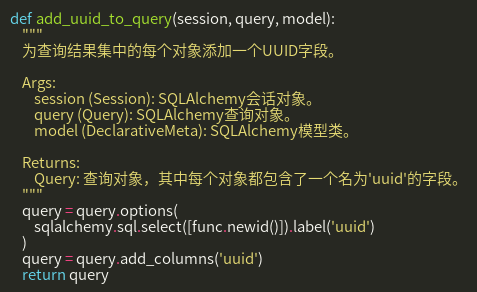 def add_uuid_to_query(session, query, model):
    """
    为查询结果集中的每个对象添加一个UUID字段。

    Args:
        session (Session): SQLAlchemy会话对象。
        query (Query): SQLAlchemy查询对象。
        model (DeclarativeMeta): SQLAlchemy模型类。

    Returns:
        Query: 查询对象，其中每个对象都包含了一个名为'uuid'的字段。
    """
    query = query.options(
        sqlalchemy.sql.select([func.newid()]).label('uuid')
    )
    query = query.add_columns('uuid')
    return query